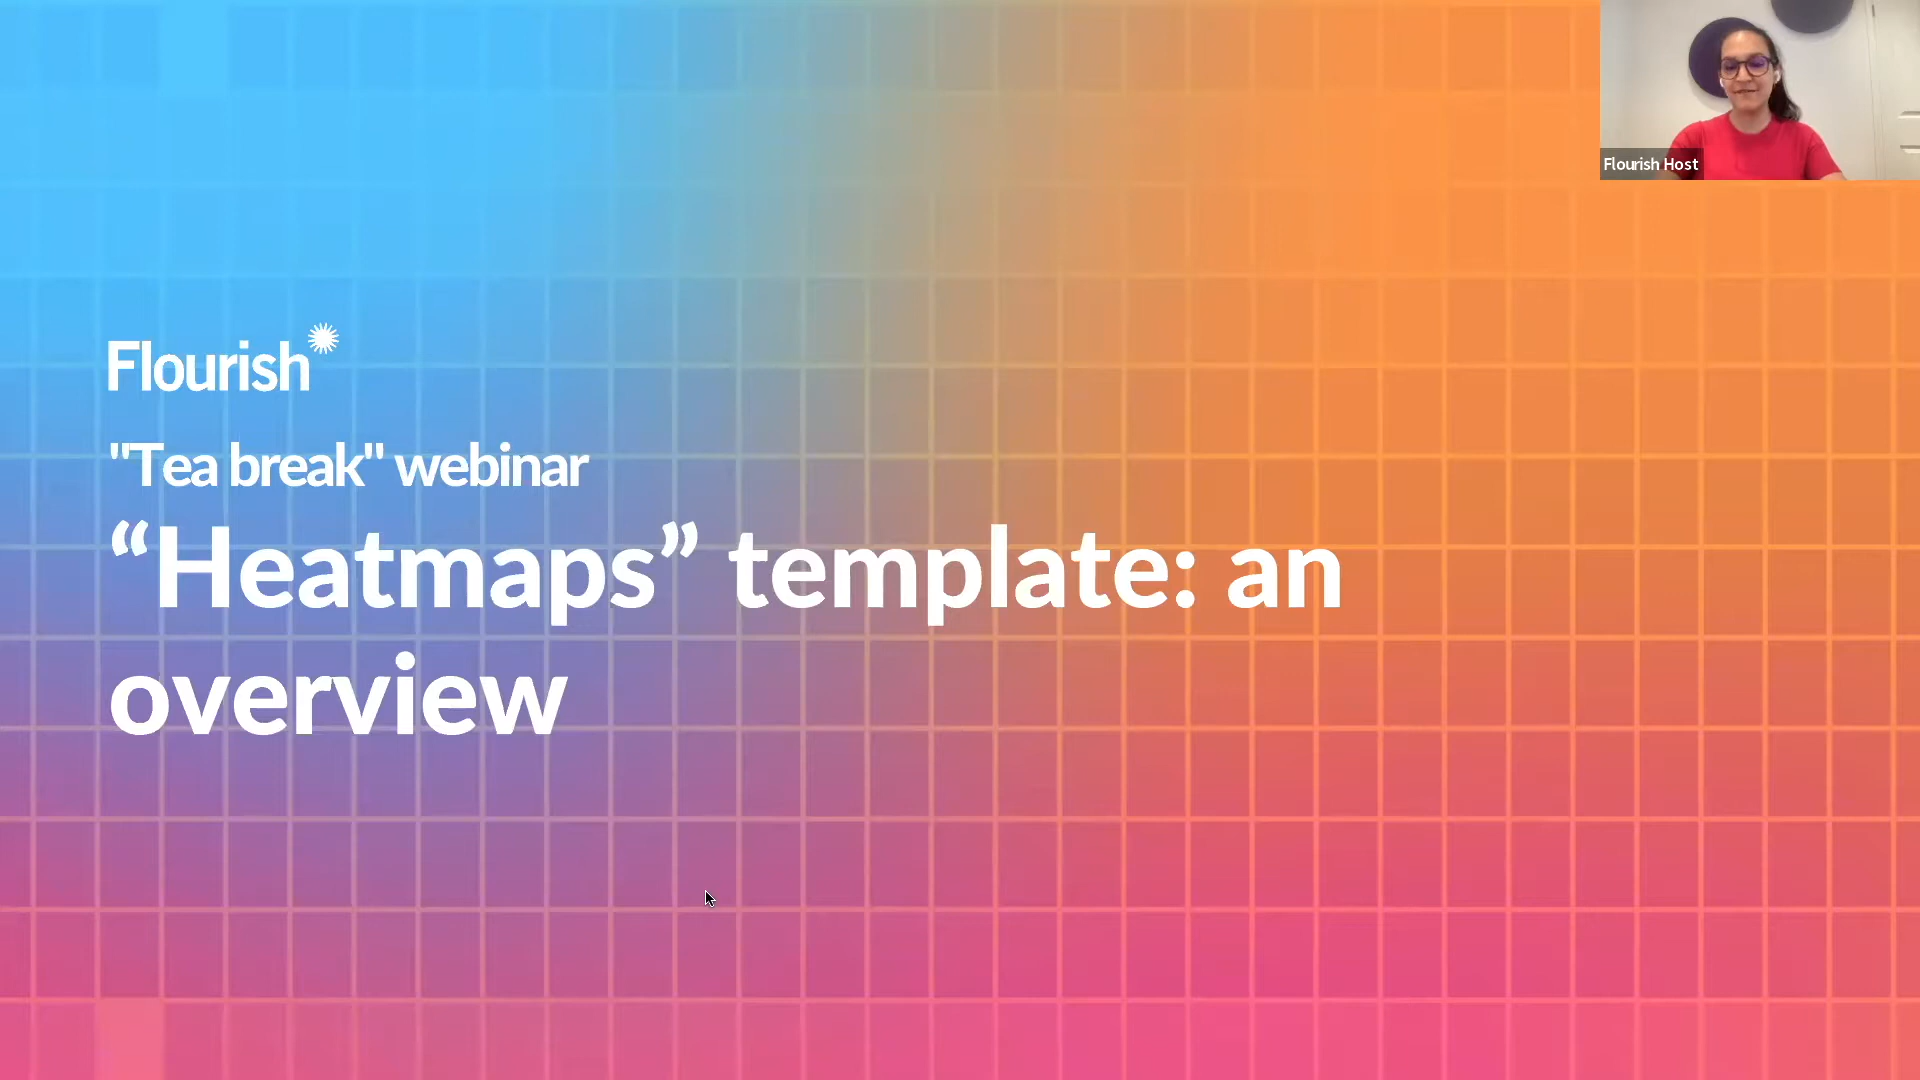 Flourish Host
Flourish
"Tea break" webinar
“Heatmaps” template: an
overview